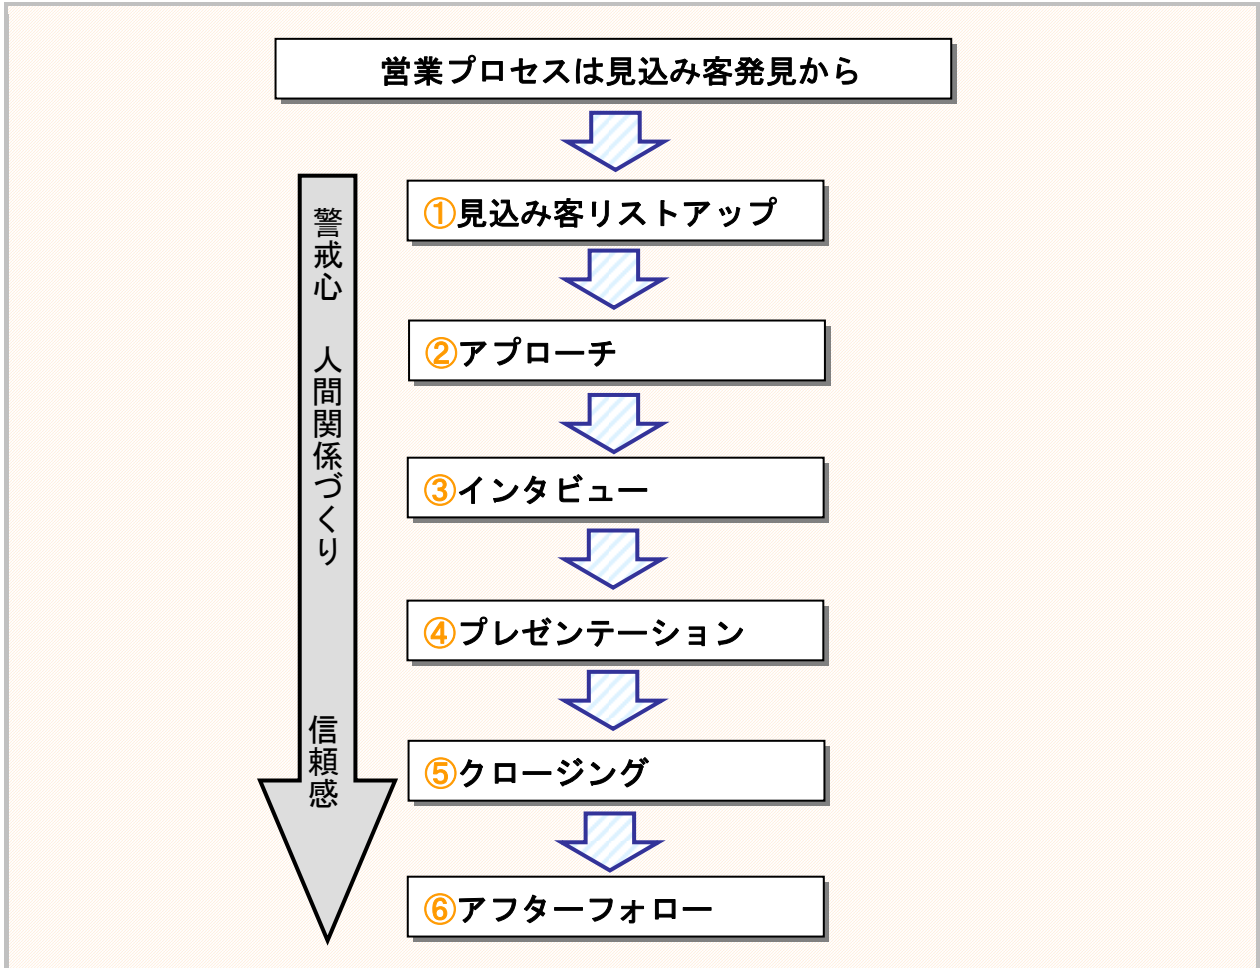 営業プロセスは見込み客発見から
警戒心 人間関係づくり 信頼感
①見込み客リストアップ
②アプローチ
③インタビュー
④プレゼンテーション
⑤クロージング
⑥アフターフォロー